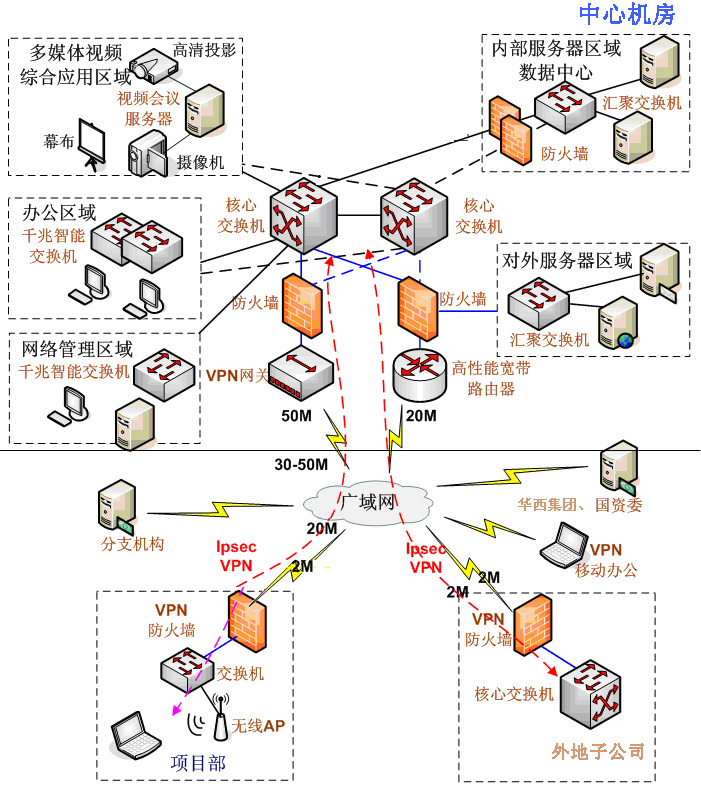 中心机房
多媒体视频
综合应用区域
高清投影
视频会议
服务器
幕布
摄像机
内部服务器区域
数据中心
汇聚交换机
防火墙
核心
交换机
核心
交换机
办公区域
千兆智能
交换机
防火墙
防火墙
对外服务器区域
汇聚交换机
网络管理区域
千兆智能交换机
VPN网关
高性能宽带
路由器
50M
20M
30-50M
广域网
华西集团、国资委
分支机构
20M
Ipsec
VPN
2M
Ipsec
VPN
2M
2M
VPN
移动办公
VPN
防火墙
交换机
无线AP
项目部
VPN
防火墙
核心交换机
外地子公司